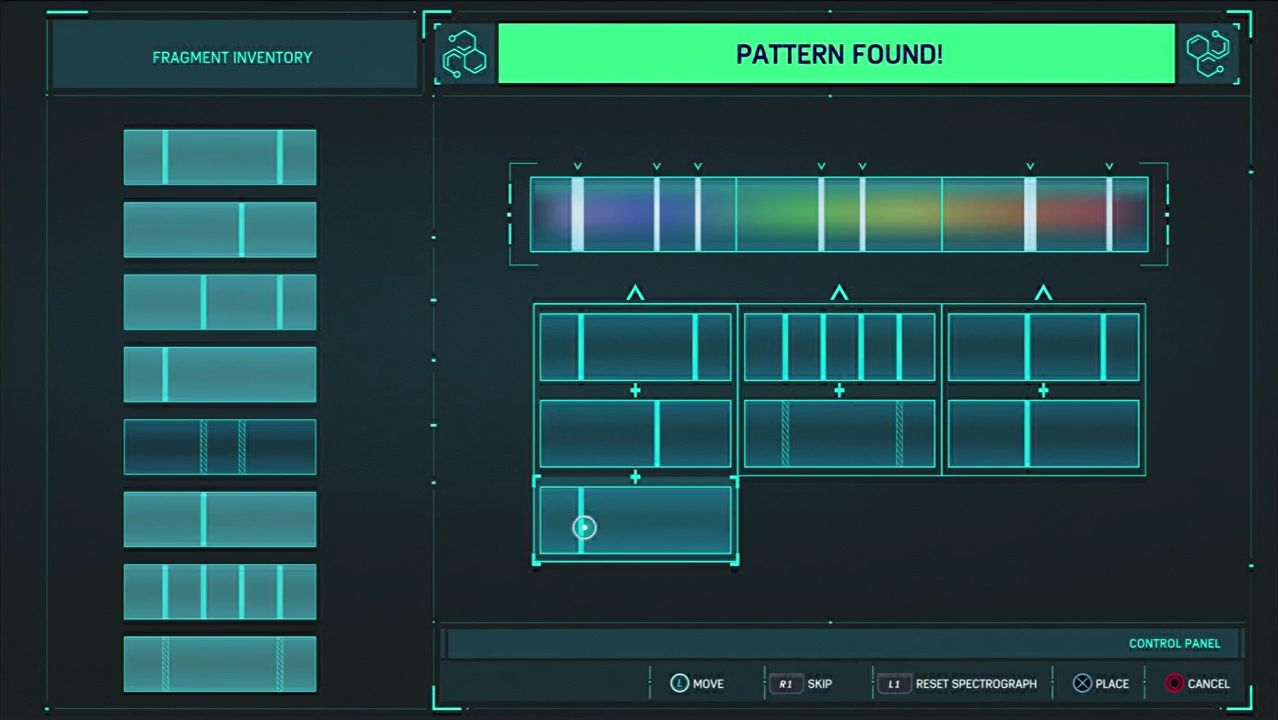 FRAGMENT INVENTORY
PATTERN FOUND!
CONTROL PANEL
L MOVE
R1 SKIP
L1 RESET SPECTROGRAPH
PLACE
CANCEL